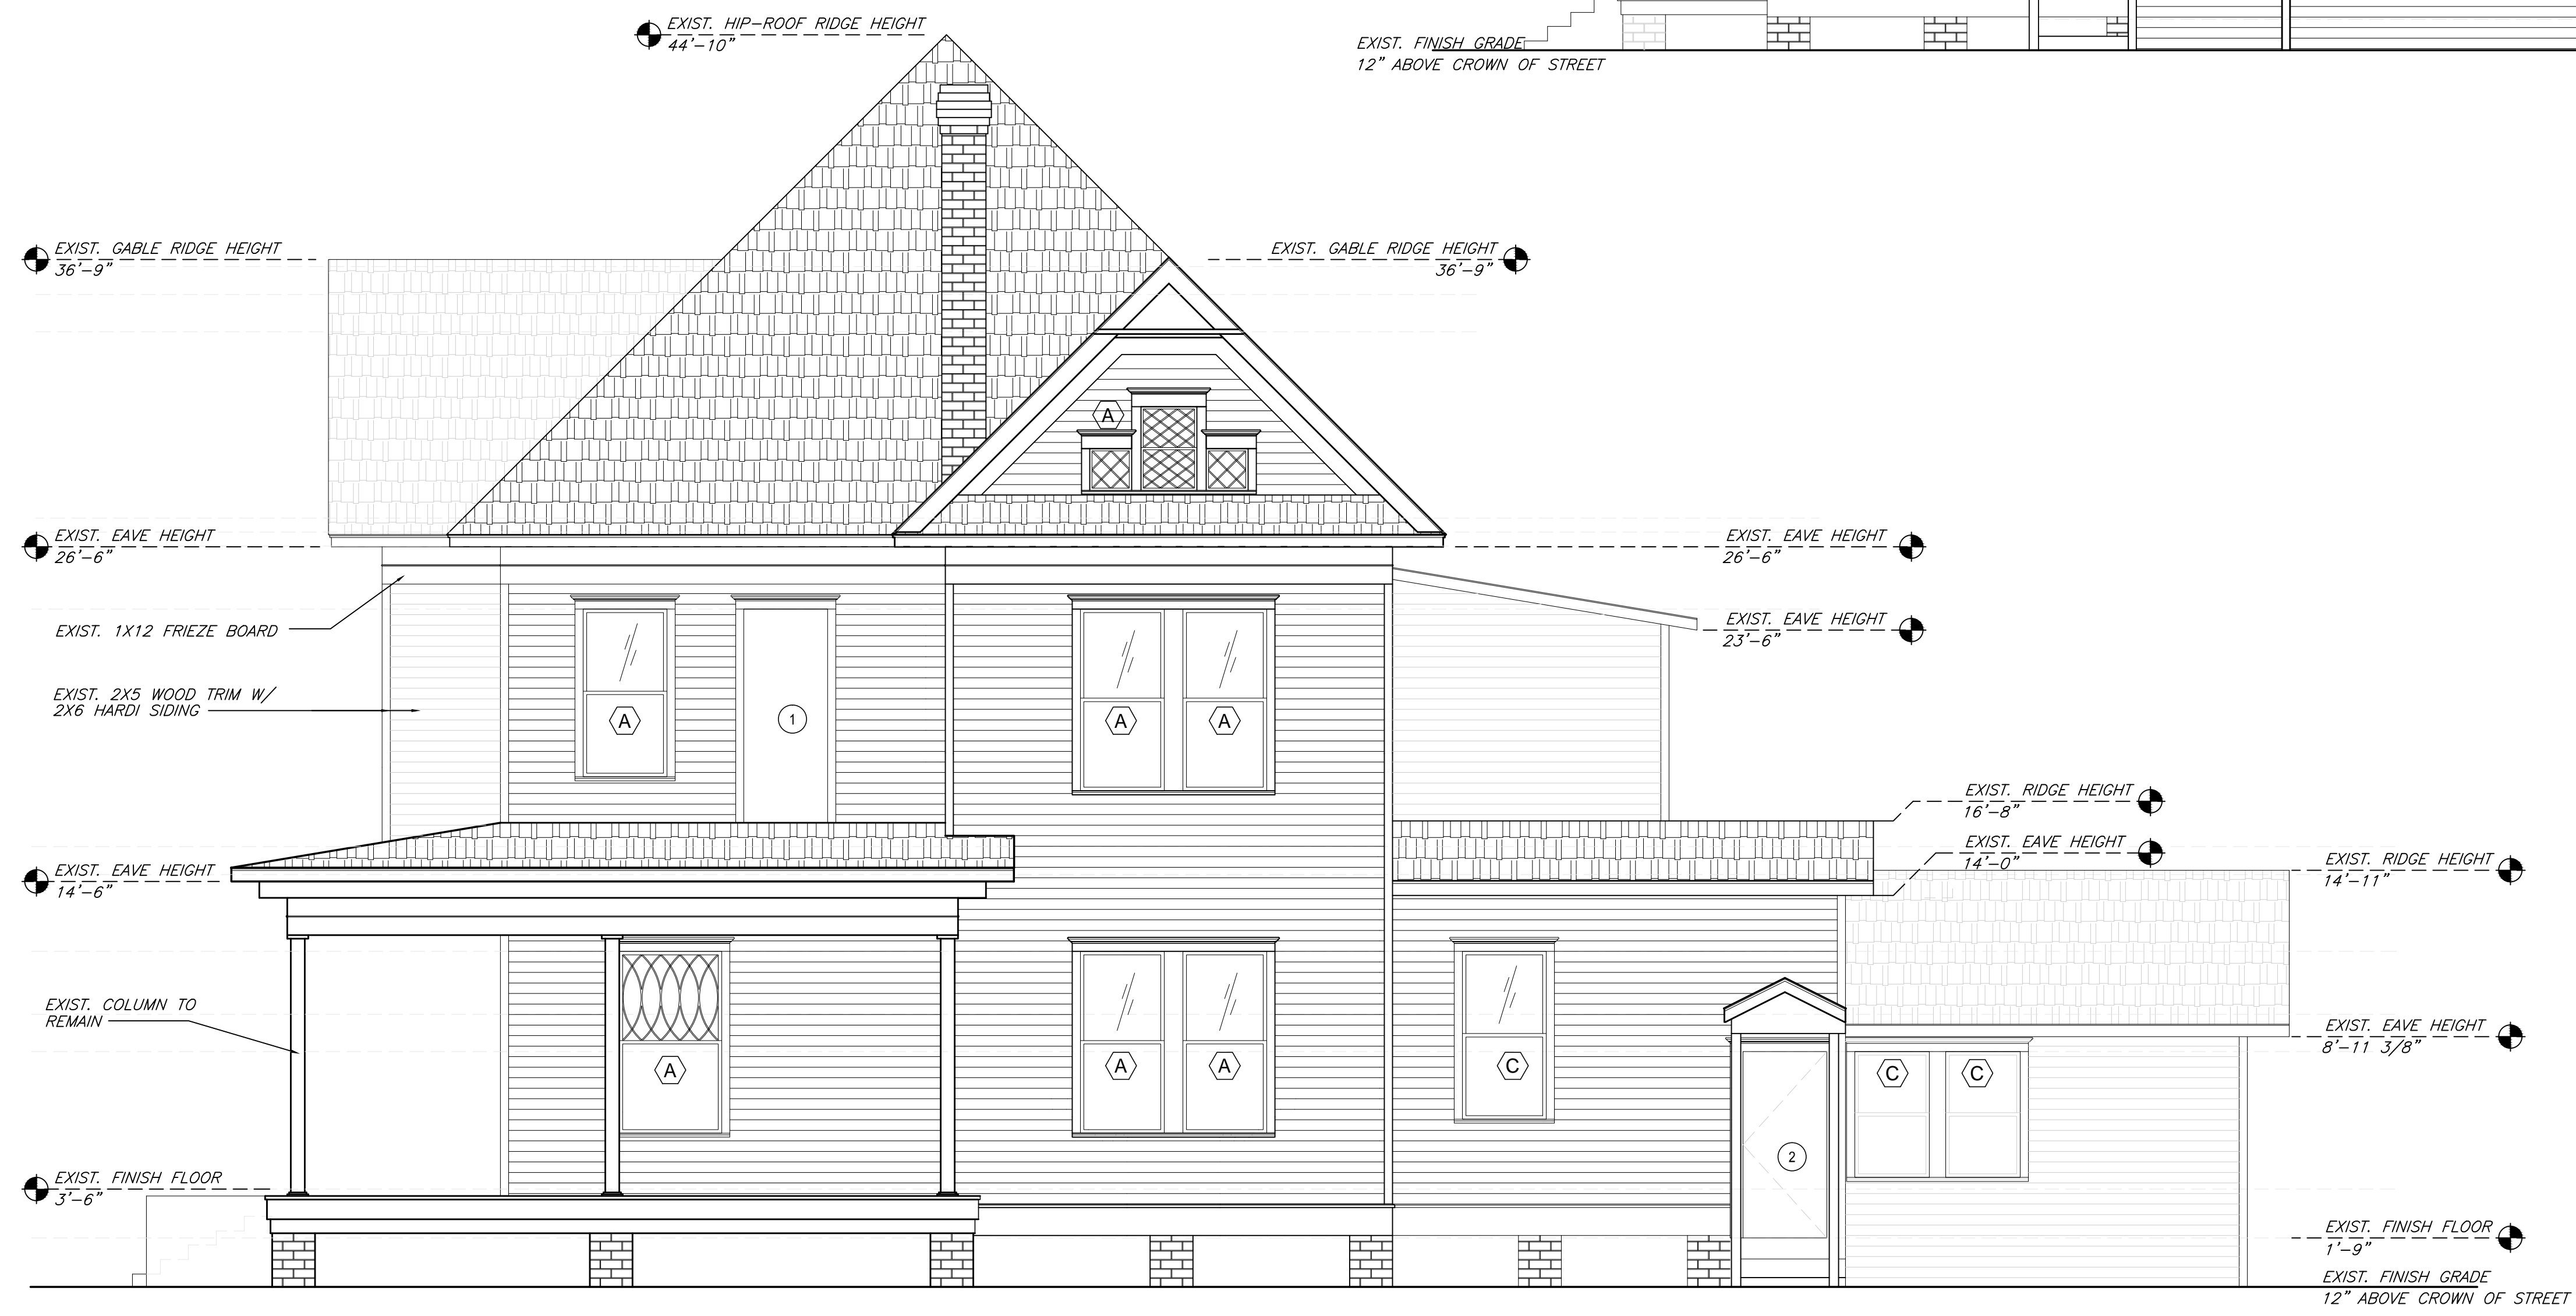 EXIST. HIP-ROOF RIDGE HEIGHT
44'-10"
EXIST. FINISH GRADE
12" ABOVE CROWN OF STREET
EXIST. GABLE RIDGE HEIGHT
36'-9"
EXIST. GABLE RIDGE HEIGHT
36'-9"
A
EXIST. EAVE HEIGHT
26'-6"
EXIST. EAVE HEIGHT
26'-6"
EXIST. 1X12 FRIEZE BOARD
EXIST. EAVE HEIGHT
23'-6"
EXIST. 2X5 WOOD TRIM W/
2X6 HARDI SIDING
A
1
A
A
EXIST. RIDGE HEIGHT
16'-8"
EXIST. EAVE HEIGHT
14'-0"
EXIST. EAVE HEIGHT
14'-6"
EXIST. RIDGE HEIGHT
14'-11"
EXIST. COLUMN TO
REMAIN
EXIST. EAVE HEIGHT
8'-11 3/8"
A
A
A
C
C
C
2
EXIST. FINISH FLOOR
3'-6"
EXIST. FINISH FLOOR
1'-9"
EXIST. FINISH GRADE
12" ABOVE CROWN OF STREET